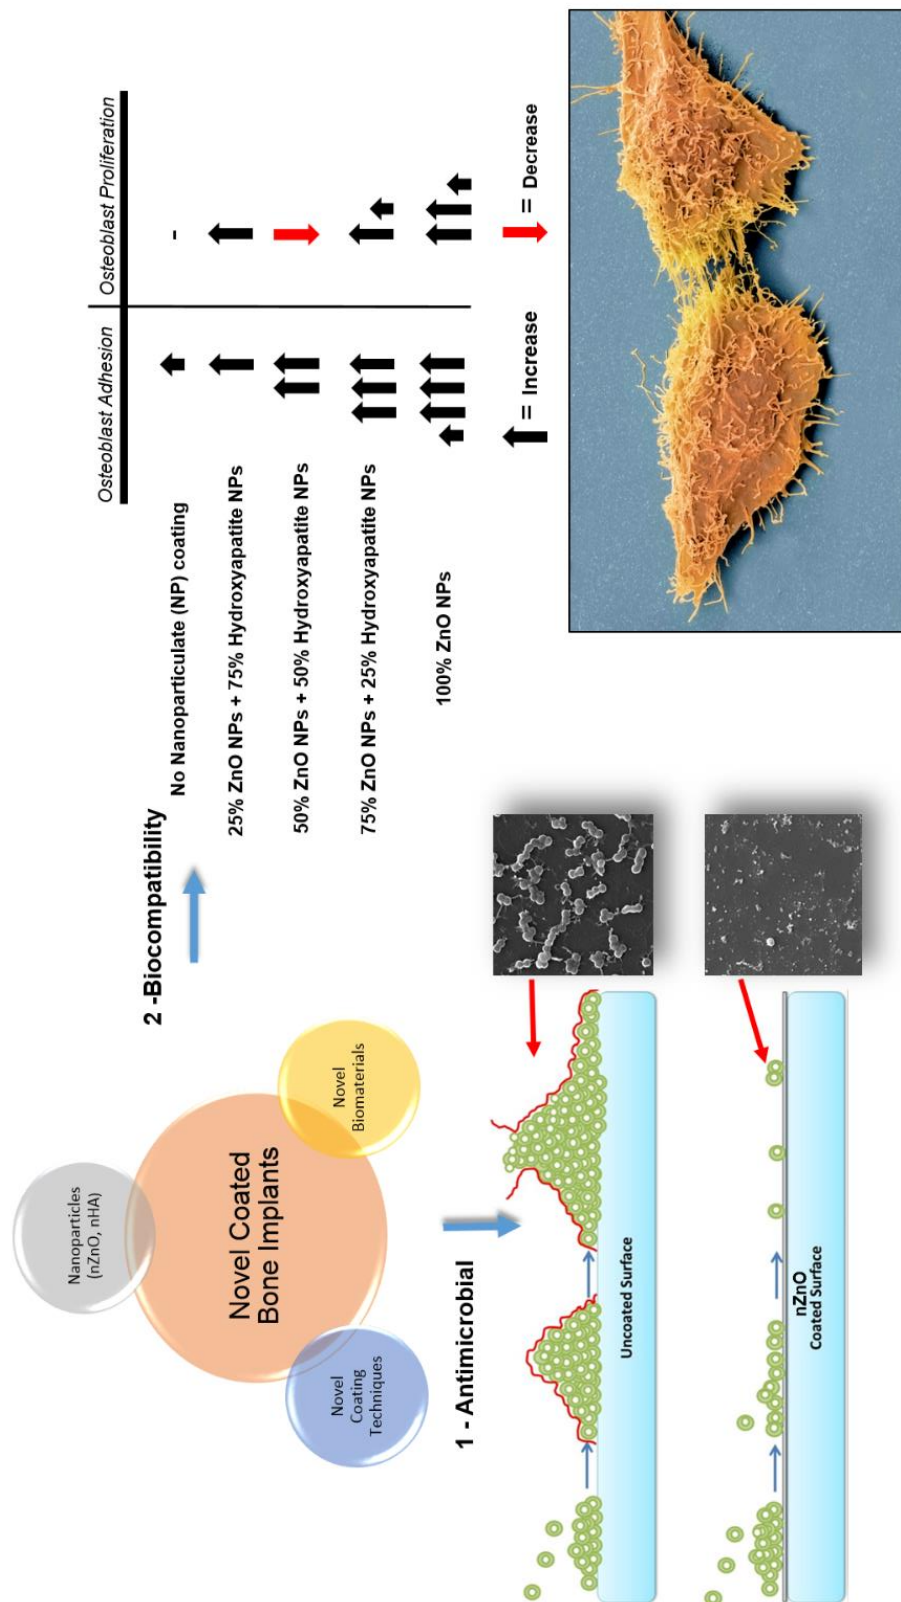 Nanoparticles
(nZnO, nHA)
Novel Coated
Bone Implants
Novel
Coating
Techniques
Novel
Biomaterials
2 -Biocompatibility
Osteoblast Adhesion
Osteoblast Proliferation
No Nanoparticulate (NP) coating
-
25% ZnO NPs + 75% Hydroxyapatite NPs
50% ZnO NPs + 50% Hydroxyapatite NPs
75% ZnO NPs + 25% Hydroxyapatite NPs
100% ZnO NPs
= Increase
= Decrease
1 - Antimicrobial
Uncoated Surface
nZnO
Coated Surface